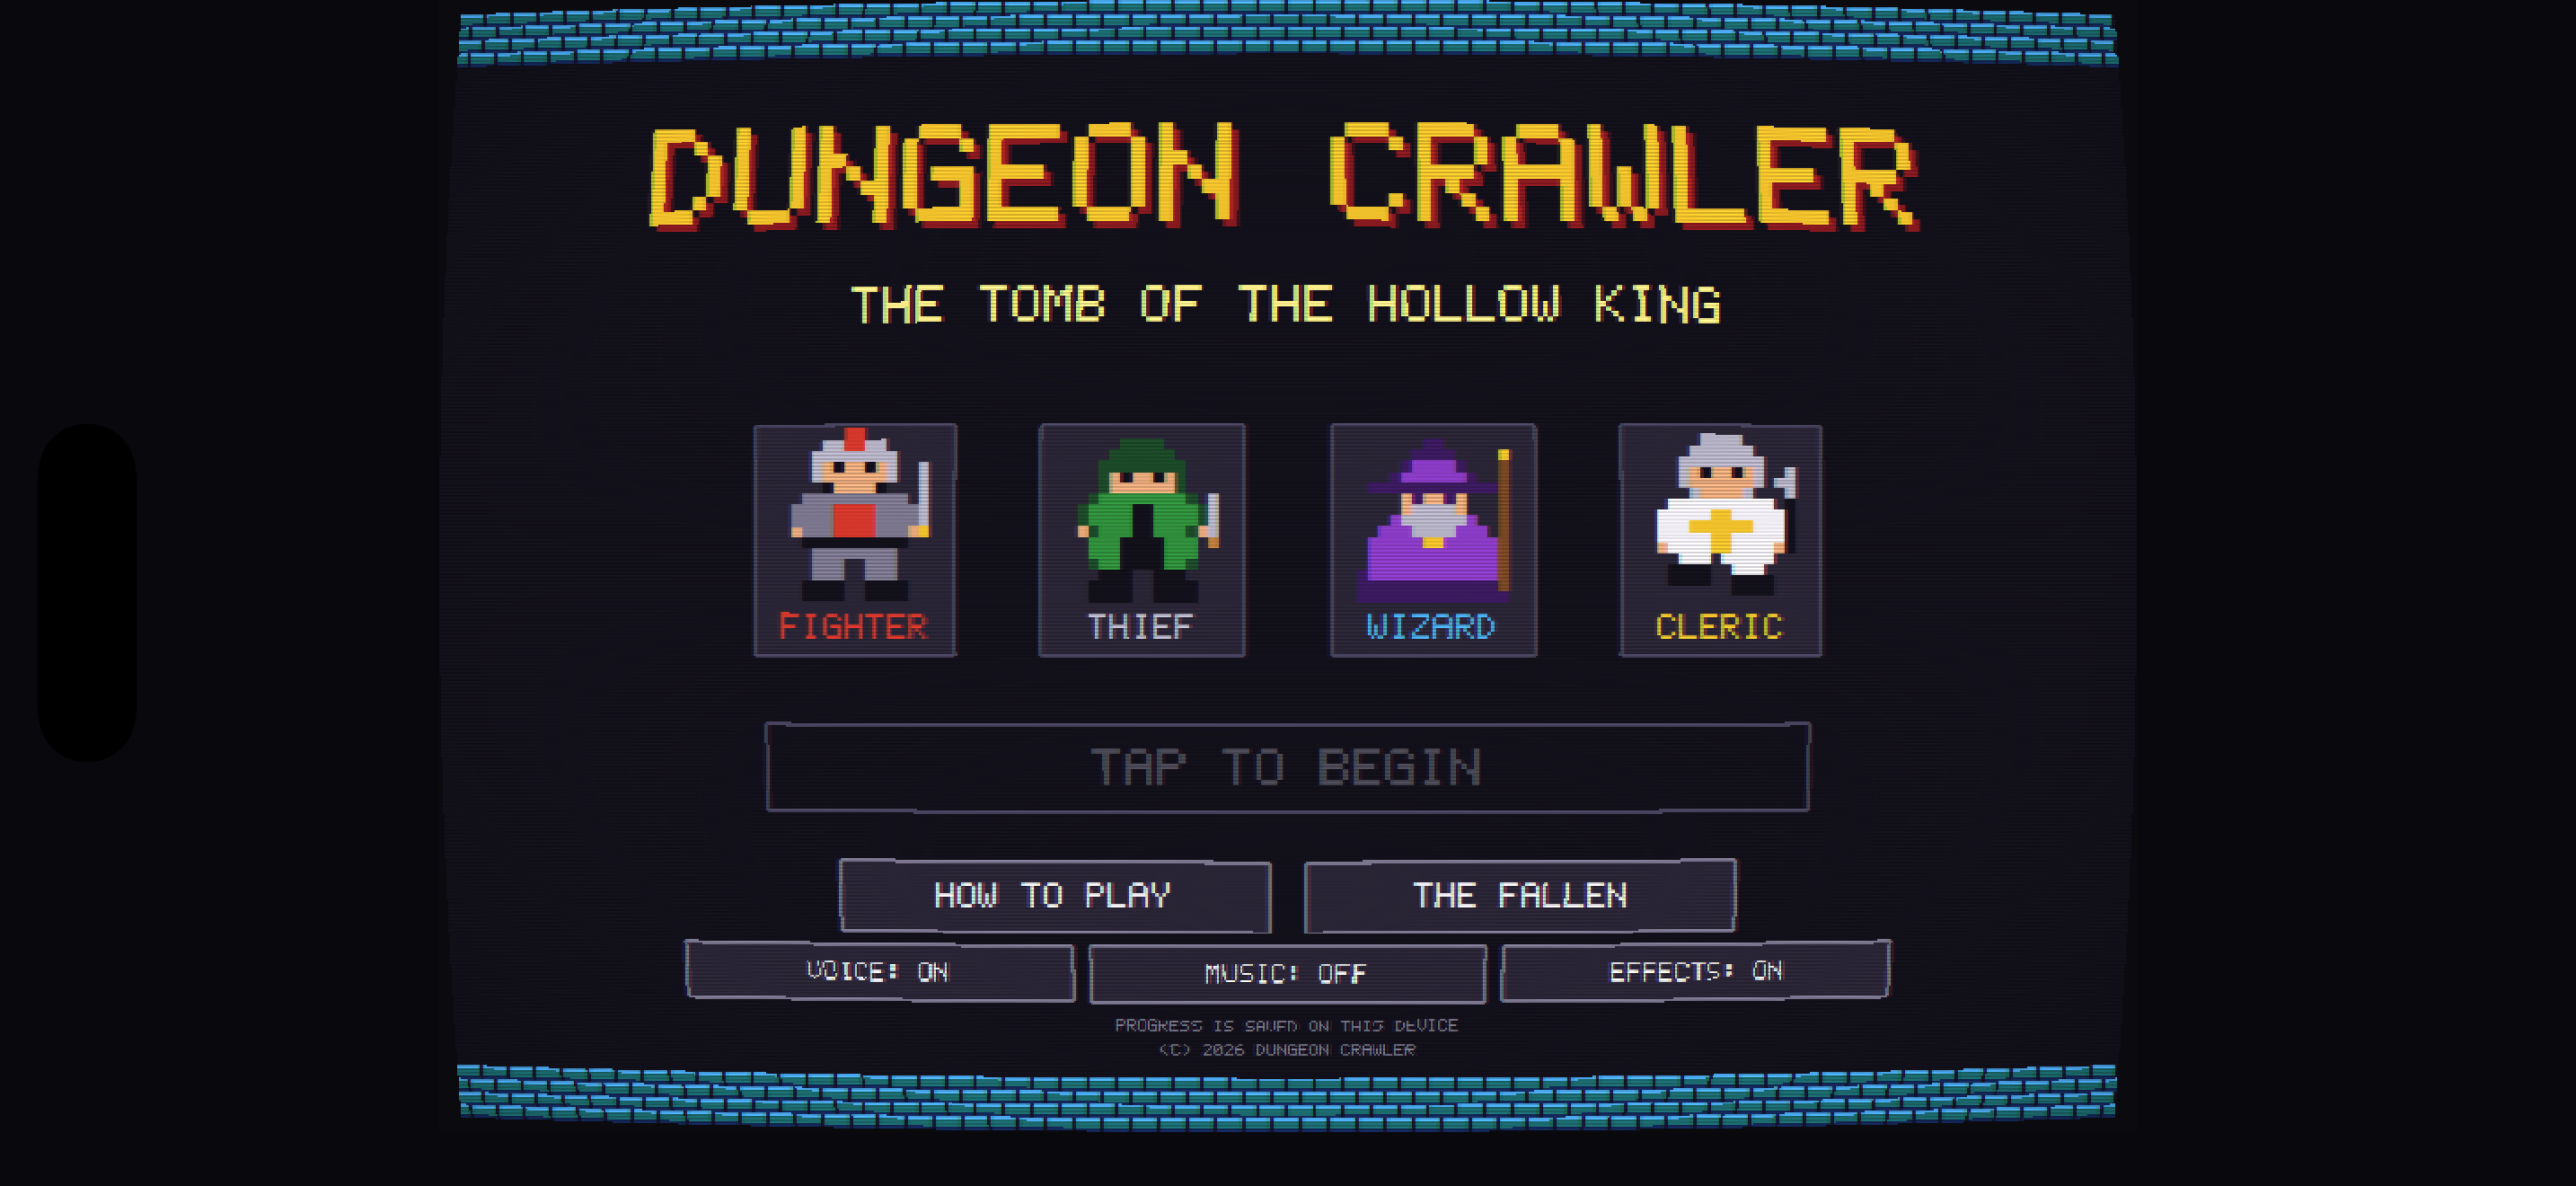 DUNGEON CRAWLER
THE TOMB OF THE HOLLOW KING
FIGHTER THIEF WIZARD CLERIC
TAP TO BEGIN
HOW TO PLAY THE FALLEN
VOICE: ON MUSIC: OFF EFFECTS: ON
PROGRESS IS SAVED ON THIS DEVICE
(C) 2026 DUNGEON CRAWLER